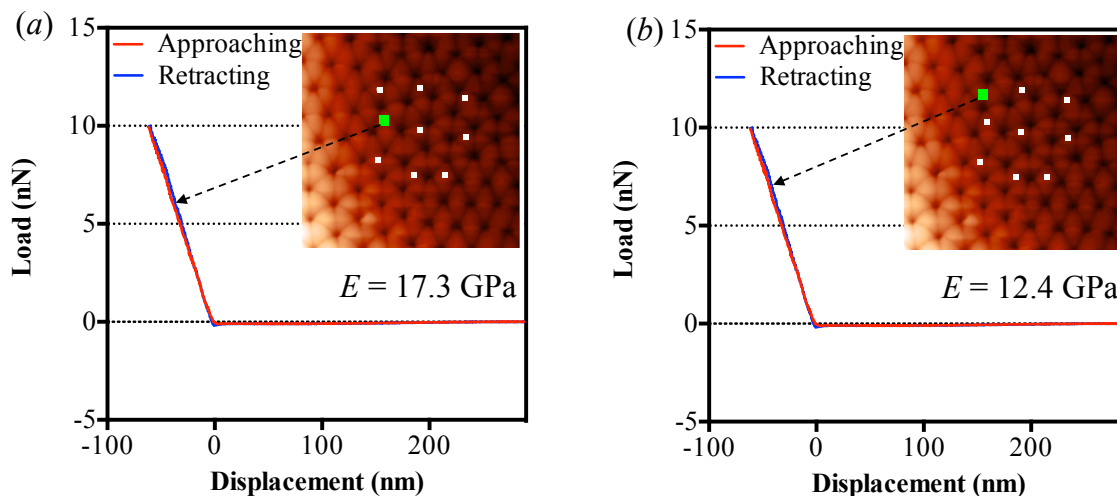 (a)
Approaching
Retracting
15
10
5
0
-5
-100
0
100
200
Load (nN)
Displacement (nm)
E = 17.3 GPa
(b)
Approaching
Retracting
15
10
5
0
-5
-100
0
100
200
Load (nN)
Displacement (nm)
E = 12.4 GPa